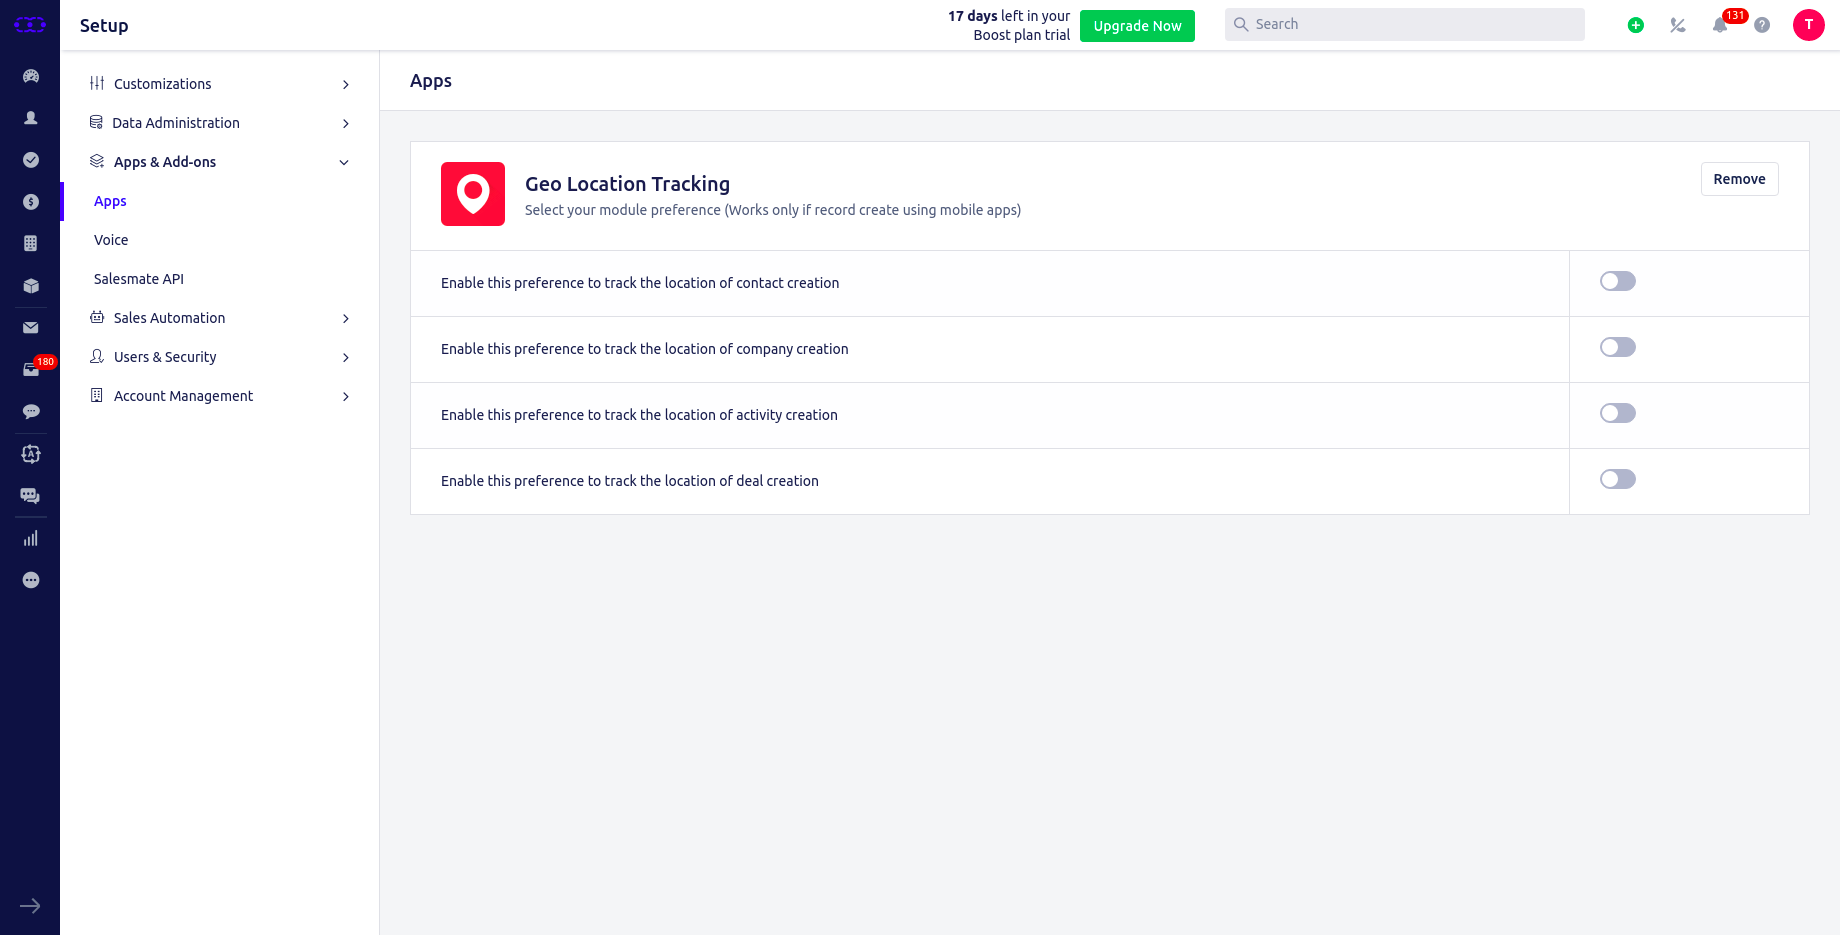 Setup
17 days left in your
Boost plan trial
Upgrade Now
Search
131
T
180
Customizations
Data Administration
Apps & Add-ons
Apps
Voice
Salesmate API
Sales Automation
Users & Security
Account Management
Apps
Geo Location Tracking
Select your module preference (Works only if record create using mobile apps)
Remove
Enable this preference to track the location of contact creation
Enable this preference to track the location of company creation
Enable this preference to track the location of activity creation
Enable this preference to track the location of deal creation